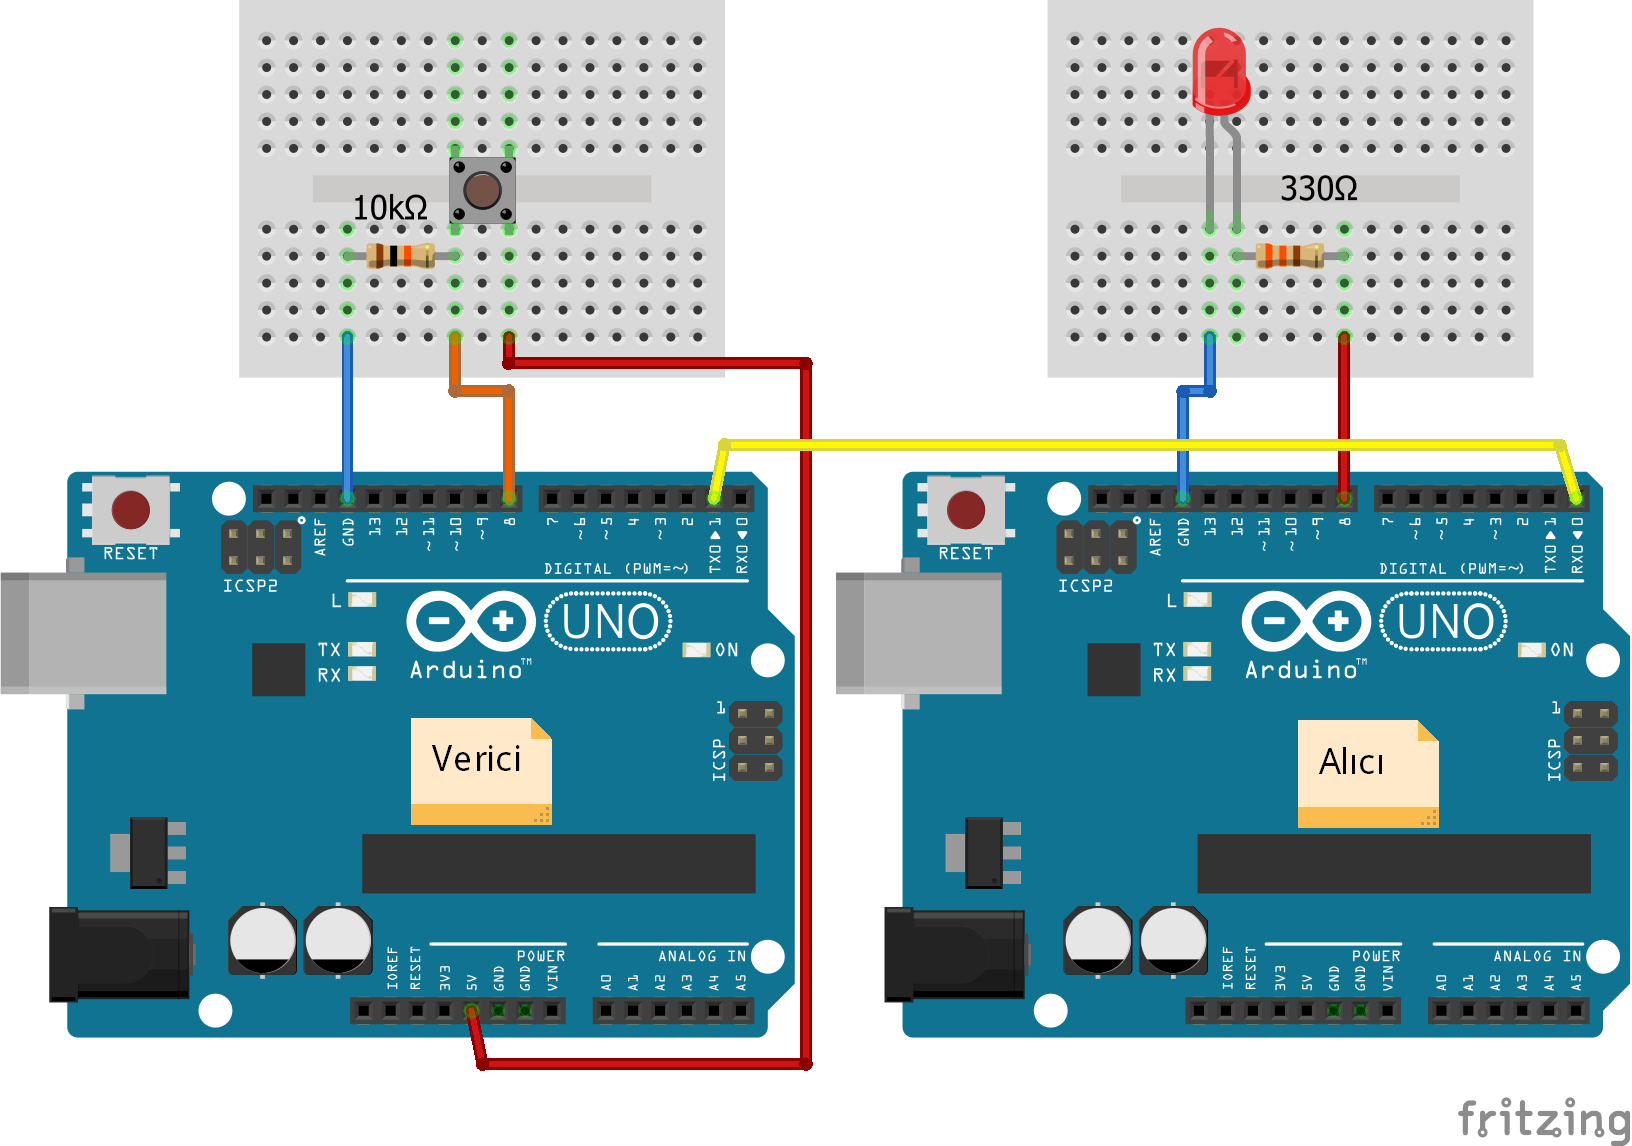 10kΩ
330Ω
RESET
ICSP2
AREF
GND
13
12
~11
~10
~9
8
7
~6
~5
4
~3
2
TX0▶1
RX0◀0
DIGITAL (PWM=~)
L
TX
RX
UNO
Arduino™
ON
1
ICSP
Verici
IOREF
RESET
3V3
5V
GND
GND
VIN
POWER
ANALOG IN
A0
A1
A2
A3
A4
A5
RESET
ICSP2
AREF
GND
13
12
~11
~10
~9
8
7
~6
~5
4
~3
2
TX0▶1
RX0◀0
DIGITAL (PWM=~)
L
TX
RX
UNO
Arduino™
ON
1
ICSP
Alıcı
IOREF
RESET
3V3
5V
GND
GND
VIN
POWER
ANALOG IN
A0
A1
A2
A3
A4
A5
fritzing